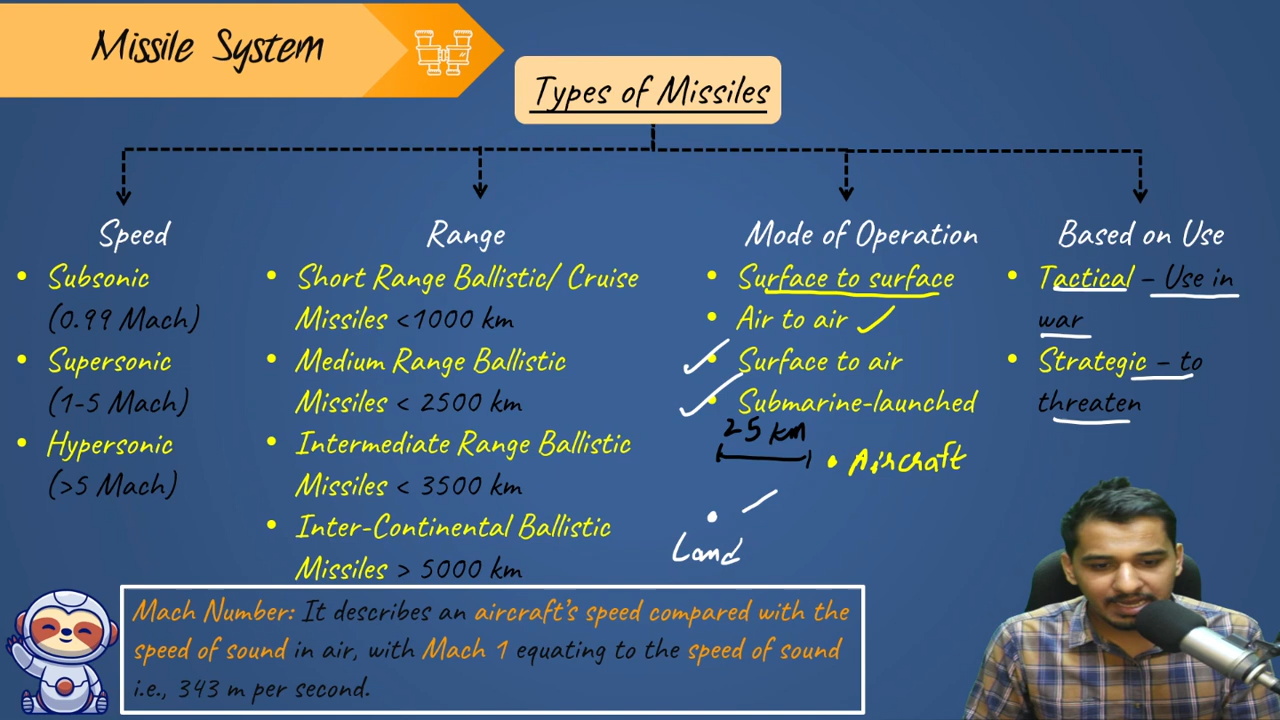 Missile System
Types of Missiles
Speed
• Subsonic
(0.99 Mach)
• Supersonic
(1-5 Mach)
• Hypersonic
(>5 Mach)
Range
• Short Range Ballistic/ Cruise
Missiles <1000 km
• Medium Range Ballistic
Missiles < 2500 km
• Intermediate Range Ballistic
Missiles < 3500 km
• Inter-Continental Ballistic
Missiles > 5000 km
Mode of Operation
• Surface to surface
• Air to air
• Surface to air
• Submarine-launched
25 km
• Aircraft
Land
Based on Use
• Tactical – Use in
war
• Strategic – to
threaten
Mach Number: It describes an aircraft's speed compared with the
speed of sound in air, with Mach 1 equating to the speed of sound
i.e., 343 m per second.